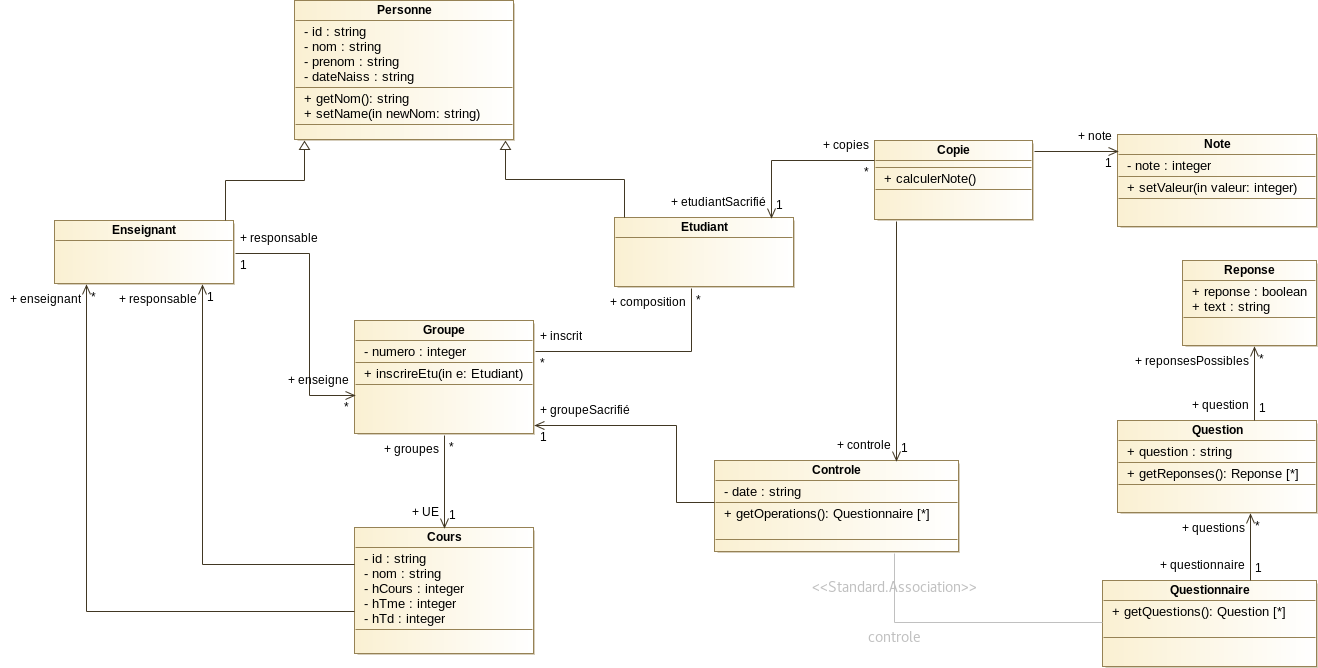 Personne
- id : string
- nom : string
- prenom : string
- dateNaiss : string
+ getNom(): string
+ setName(in newNom: string)
Enseignant
+ responsable
1
+ enseignant
*
+ responsable
1
Etudiant
+ etudiantSacrifié
1
+ composition
*
Copie
+ calculerNote()
+ copies
*
+ note
1
Note
- note : integer
+ setValeur(in valeur: integer)
Reponse
+ reponse : boolean
+ text : string
+ reponsesPossibles
*
+ question
1
Question
+ question : string
+ getReponses(): Reponse [*]
+ questions
*
+ questionnaire
1
Questionnaire
+ getQuestions(): Question [*]
Groupe
- numero : integer
+ inscrireEtu(in e: Etudiant)
+ inscrit
*
+ enseigne
*
+ groupeSacrifié
1
+ groupes
*
+ UE
1
Cours
- id : string
- nom : string
- hCours : integer
- hTme : integer
- hTd : integer
+ controle
1
Controle
- date : string
+ getOperations(): Questionnaire [*]
<<Standard.Association>>
controle